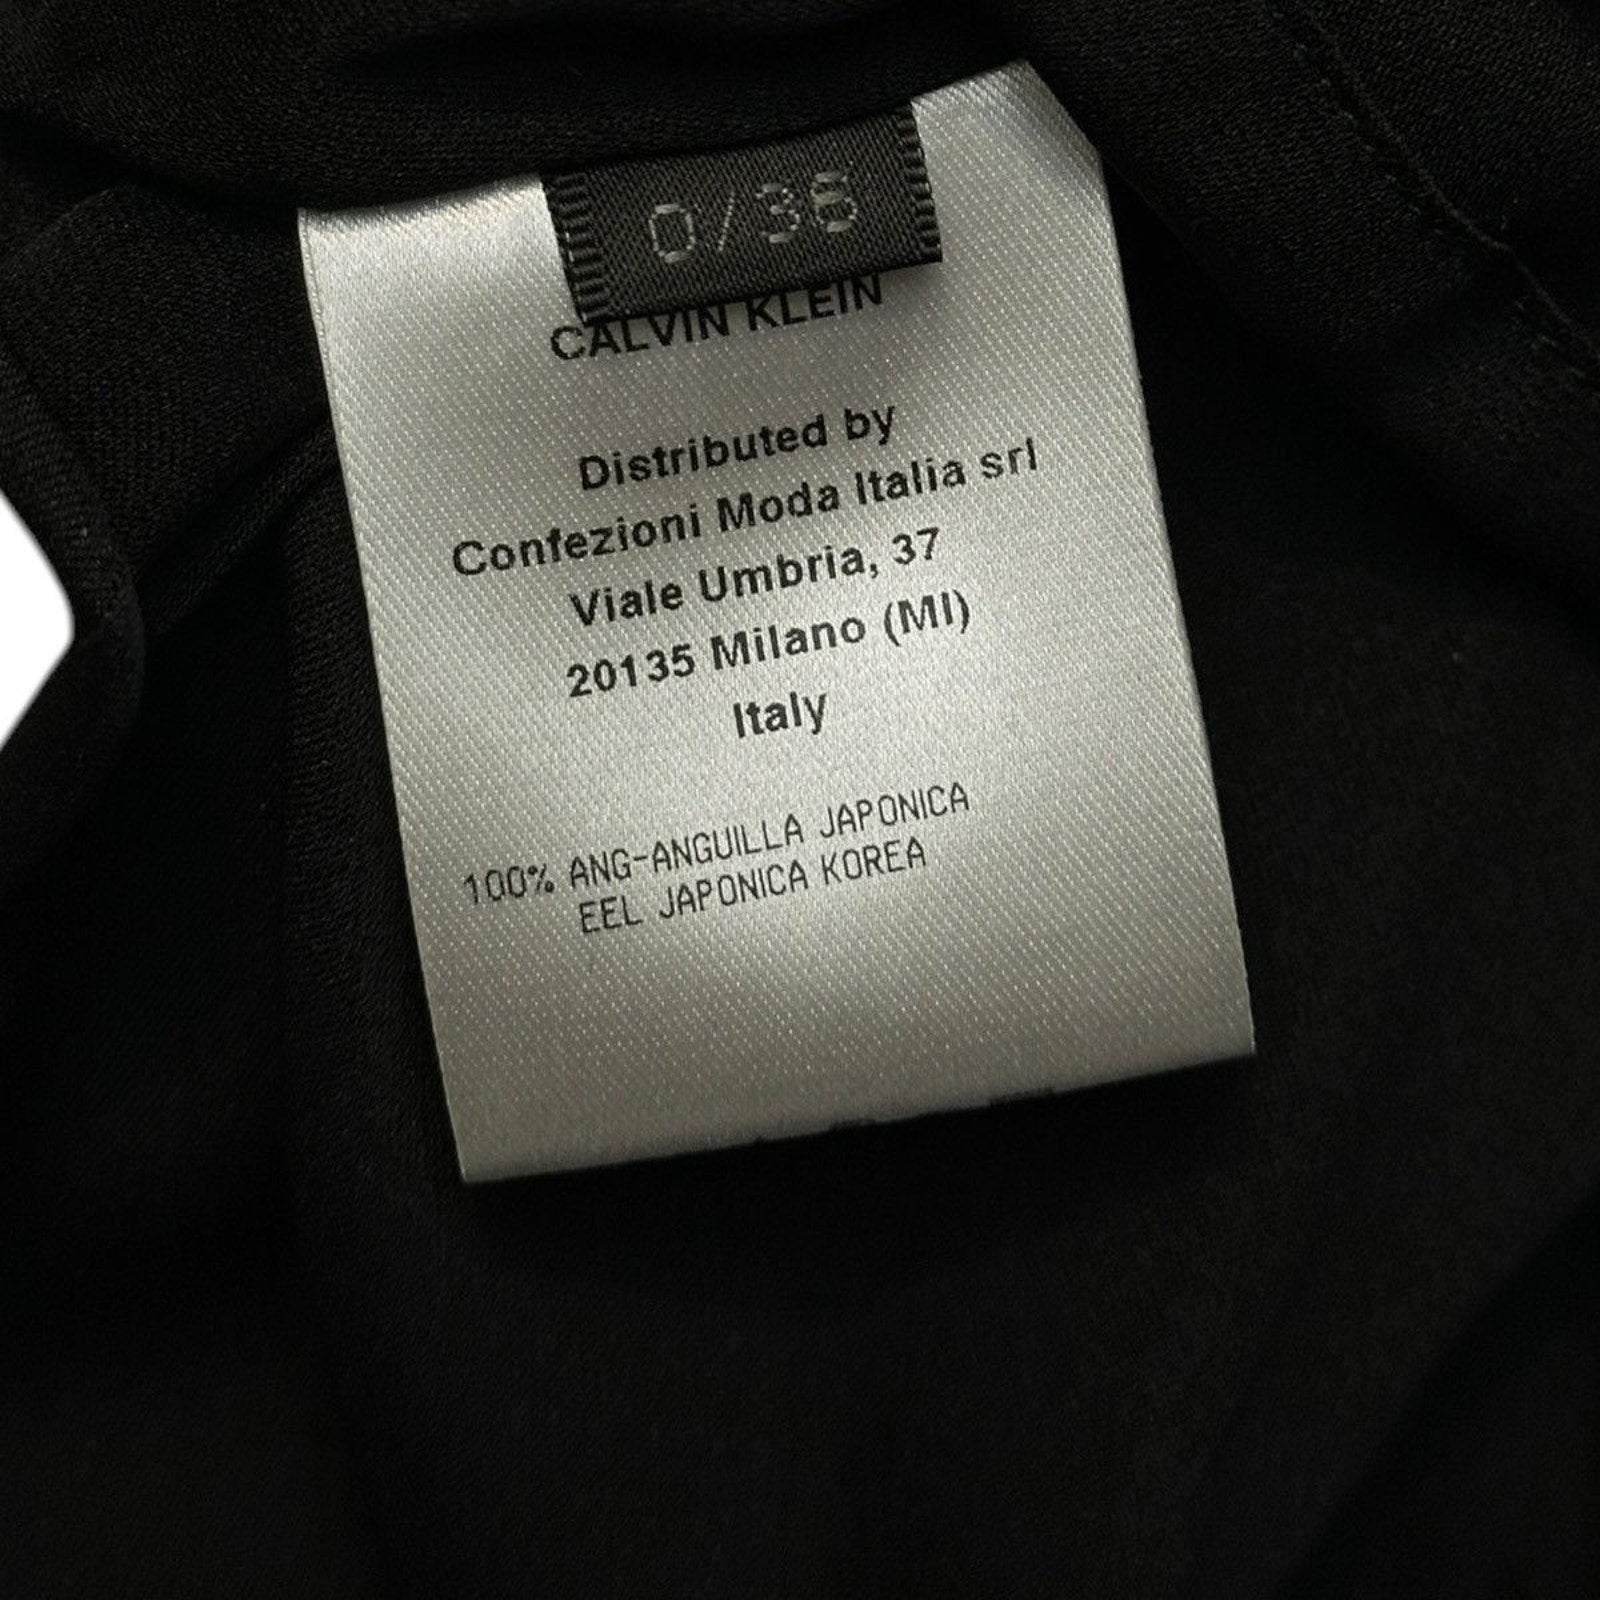 0/36
CALVIN KLEIN
Distributed by
Confezioni Moda Italia srl
Viale Umbria, 37
20135 Milano (MI)
Italy
100% ANG-ANGUILLA JAPONICA
EEL JAPONICA KOREA